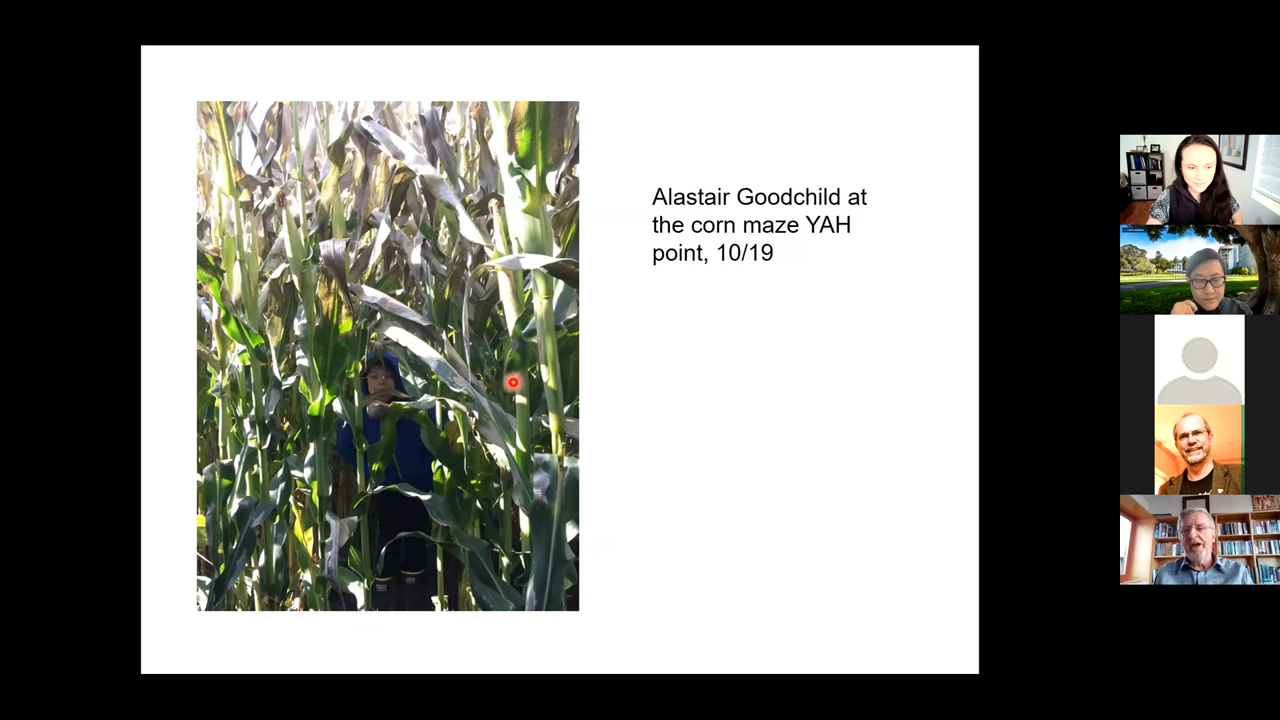 Alastair Goodchild at
the corn maze YAH
point, 10/19